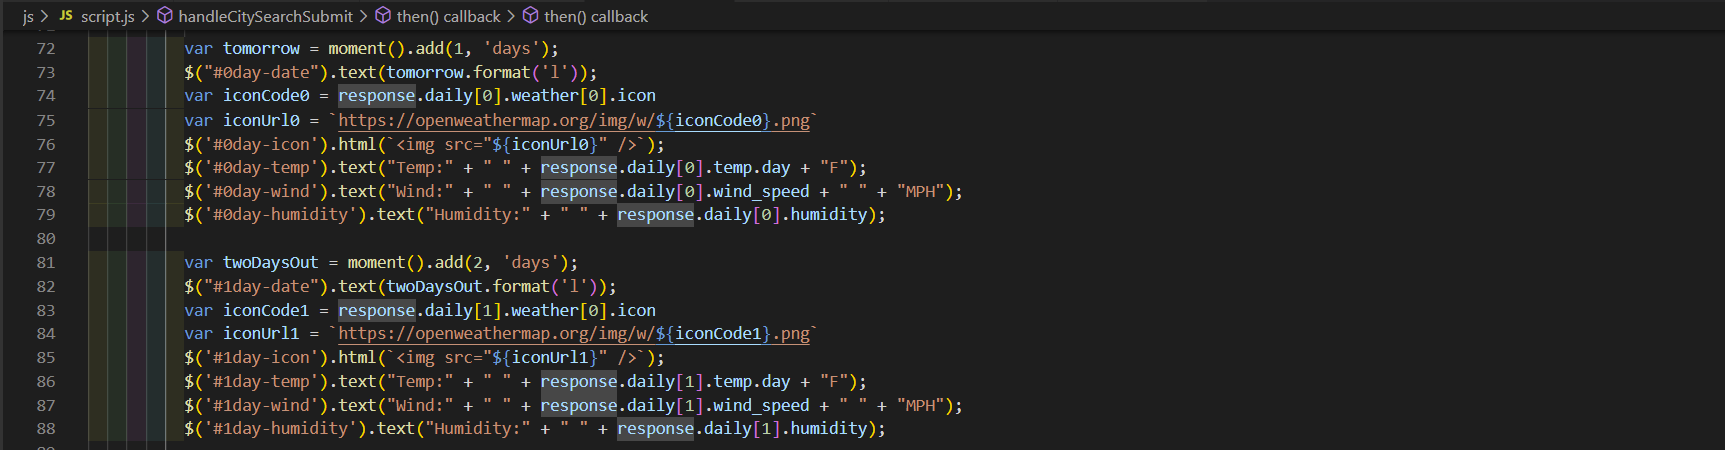 js > JS script.js > handleCitySearchSubmit > then() callback > then() callback
72 var tomorrow = moment().add(1, 'days');
73 $("#0day-date").text(tomorrow.format('l'));
74 var iconCode0 = response.daily[0].weather[0].icon
75 var iconUrl0 = `https://openweathermap.org/img/w/${iconCode0}.png`
76 $('#0day-icon').html(`<img src="${iconUrl0}" />`);
77 $('#0day-temp').text("Temp:" + " " + response.daily[0].temp.day + "F");
78 $('#0day-wind').text("Wind:" + " " + response.daily[0].wind_speed + " " + "MPH");
79 $('#0day-humidity').text("Humidity:" + " " + response.daily[0].humidity);
80
81 var twoDaysOut = moment().add(2, 'days');
82 $("#1day-date").text(twoDaysOut.format('l'));
83 var iconCode1 = response.daily[1].weather[0].icon
84 var iconUrl1 = `https://openweathermap.org/img/w/${iconCode1}.png`
85 $('#1day-icon').html(`<img src="${iconUrl1}" />`);
86 $('#1day-temp').text("Temp:" + " " + response.daily[1].temp.day + "F");
87 $('#1day-wind').text("Wind:" + " " + response.daily[1].wind_speed + " " + "MPH");
88 $('#1day-humidity').text("Humidity:" + " " + response.daily[1].humidity);